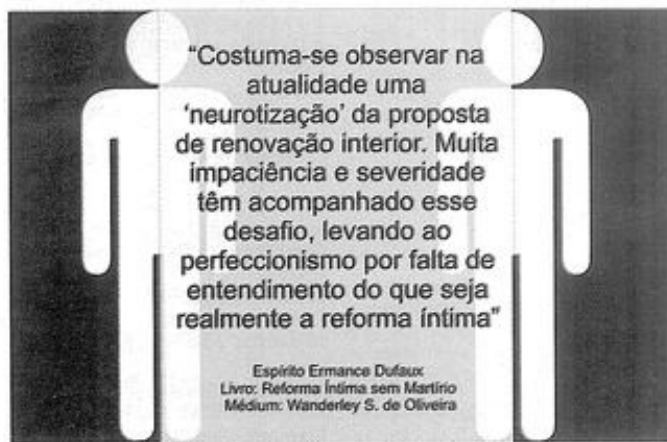 “Costuma-se observar na
atualidade uma
‘neurotização’ da proposta
de renovação interior. Muita
impaciência e severidade
têm acompanhado esse
desafio, levando ao
perfeccionismo por falta de
entendimento do que seja
realmente a reforma íntima”
Espírito Ermance Dufaux
Livro: Reforma Íntima sem Martírio
Médium: Wanderley S. de Oliveira